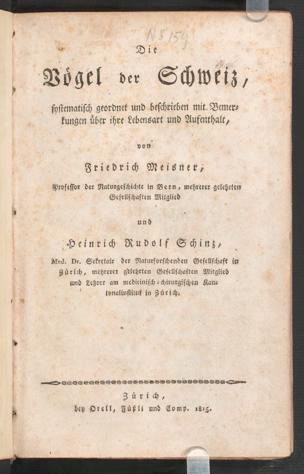 NS 159
Die
Vögel der Schweiz,
systematisch geordnet und beschrieben mit Bemer-
kungen über ihre Lebensart und Aufenthalt,
von
Friedrich Meisner,
Professor der Naturgeschichte in Bern, mehrerer gelehrten
Gesellschaften Mitglied
und
Heinrich Rudolf Schinz,
Med. Dr. Sekretair der Naturforschenden Gesellschaft in
Zürich, mehrerer gelehrten Gesellschaften Mitglied
und Lehrer am medicinisch-chirurgischen Kan-
tonalinstitut in Zürich.
Zürich,
bey Orell, Füßli und Comp. 1815.